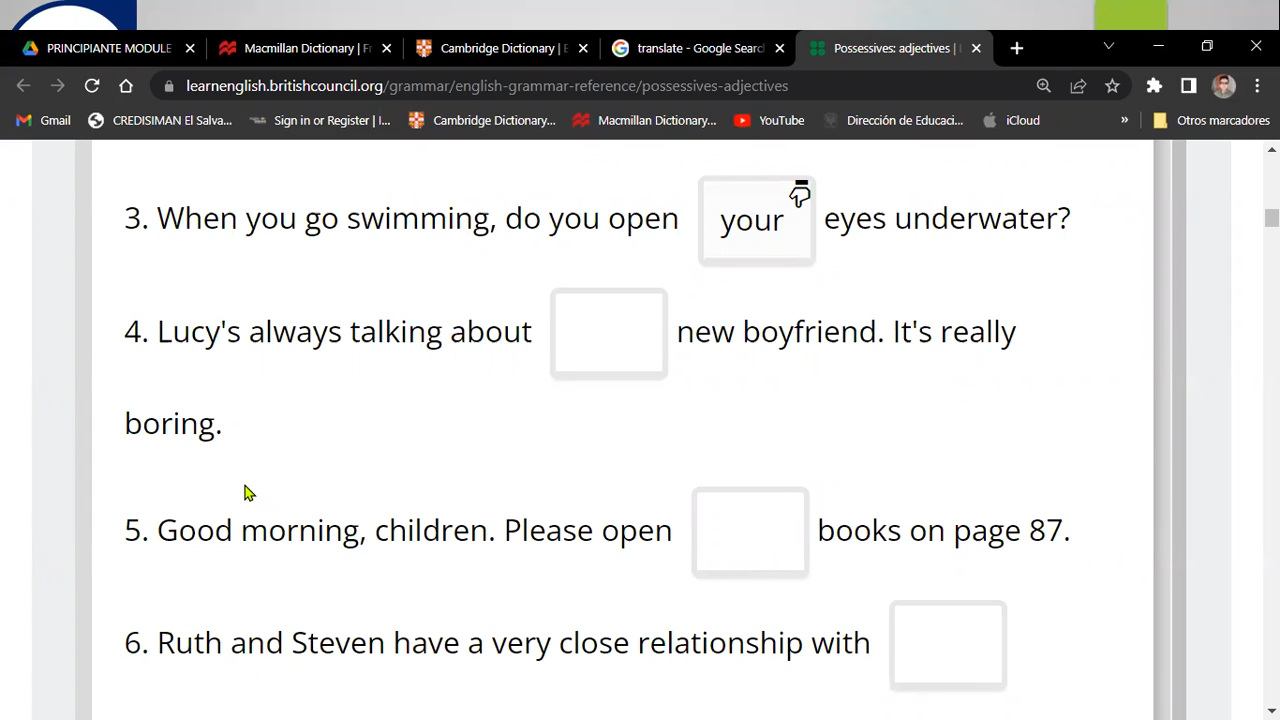 PRINCIPIANTE MODULE
Macmillan Dictionary | Fr
Cambridge Dictionary | E
translate - Google Searc
Possessives: adjectives | 
learnenglish.britishcouncil.org/grammar/english-grammar-reference/possessives-adjectives
Gmail
CREDISIMAN El Salva...
Sign in or Register | I...
Cambridge Dictionary...
Macmillan Dictionary...
YouTube
Dirección de Educaci...
iCloud
»
Otros marcadores
3. When you go swimming, do you open your eyes underwater?
4. Lucy's always talking about new boyfriend. It's really
boring.
5. Good morning, children. Please open books on page 87.
6. Ruth and Steven have a very close relationship with